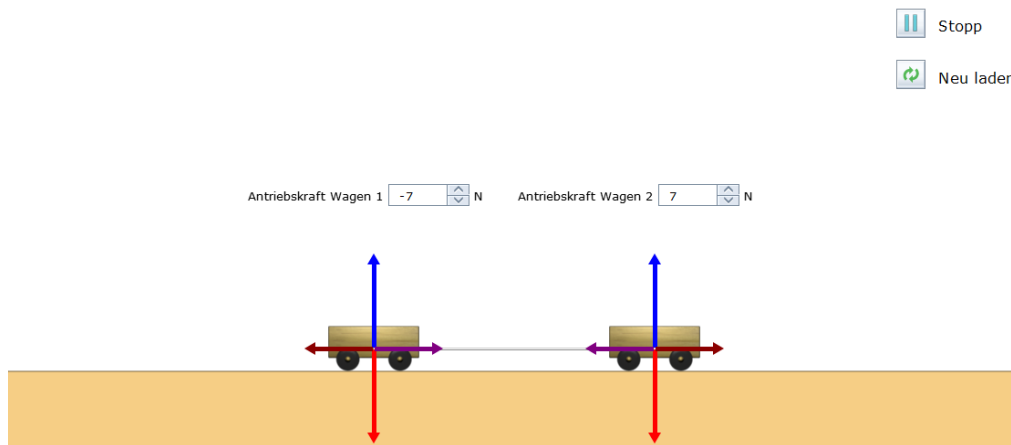 Stopp
Neu laden
Antriebskraft Wagen 1 -7 N Antriebskraft Wagen 2 7 N